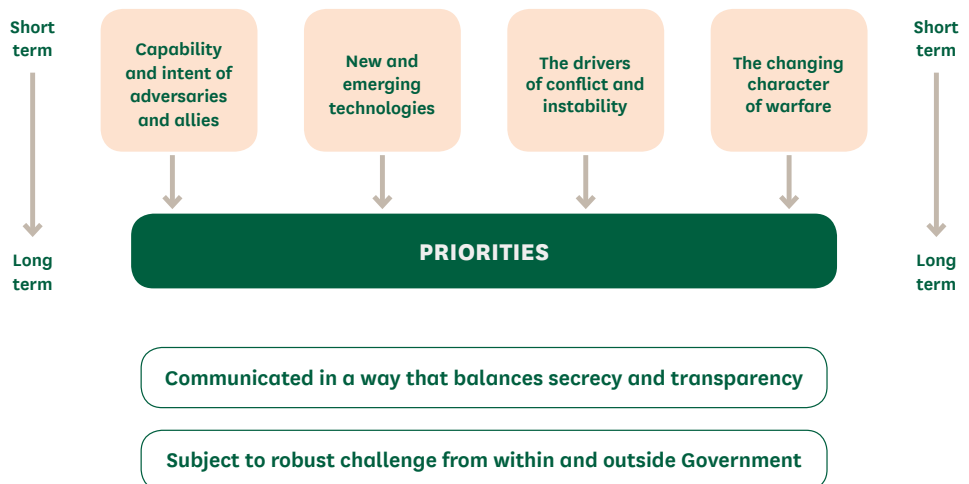 Short
term
Capability
and intent of
adversaries
and allies
New and
emerging
technologies
The drivers
of conflict and
instability
The changing
character
of warfare
Short
term
PRIORITIES
Long
term
Long
term
Communicated in a way that balances secrecy and transparency
Subject to robust challenge from within and outside Government